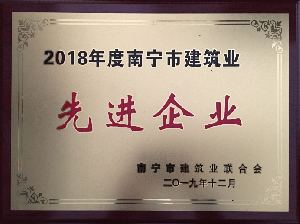 2018年度南宁市建筑业
先进企业
南宁市建筑业联合会
二〇一九年十二月